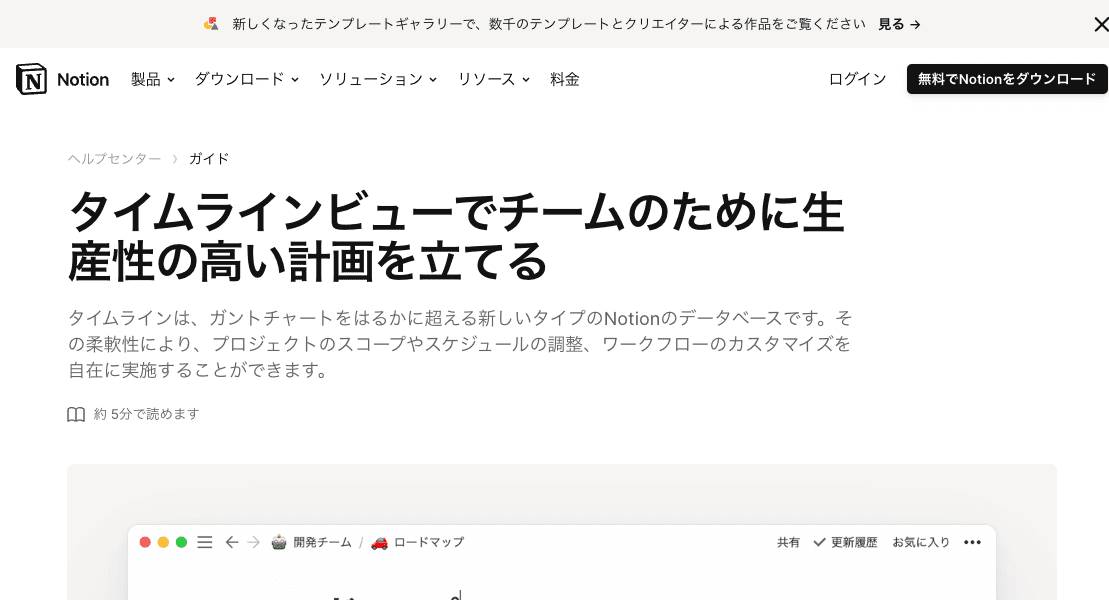 新しくなったテンプレートギャラリーで、数千のテンプレートとクリエイターによる作品をご覧ください 見る →
Notion 製品 ダウンロード ソリューション リソース 料金 ログイン 無料でNotionをダウンロード
ヘルプセンター 〉 ガイド
タイムラインビューでチームのために生
産性の高い計画を立てる
タイムラインは、ガントチャートをはるかに超える新しいタイプのNotionのデータベースです。そ
の柔軟性により、プロジェクトのスコープやスケジュールの調整、ワークフローのカスタマイズを
自在に実施することができます。
約 5分で読めます
開発チーム / ロードマップ 共有 更新履歴 お気に入り •••